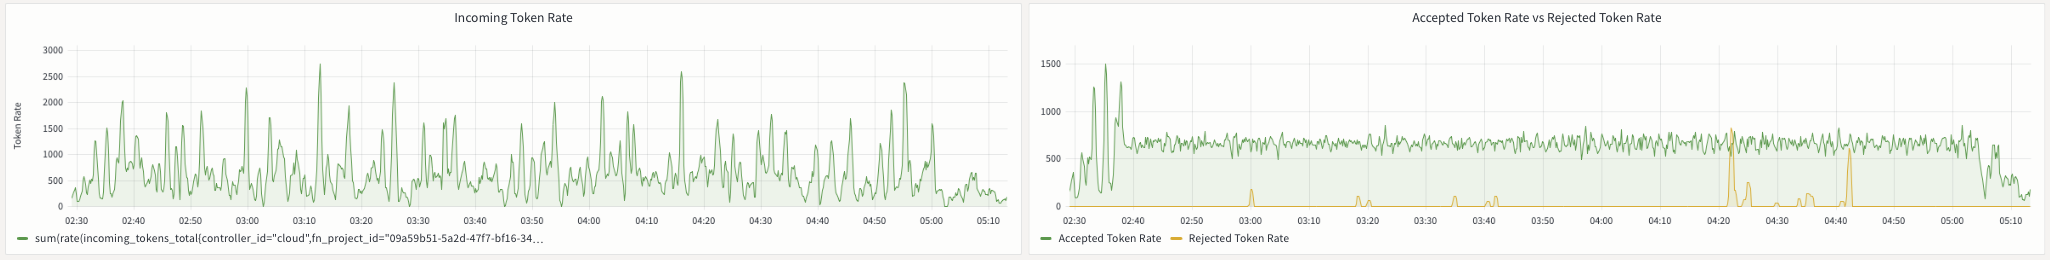 Incoming Token Rate
Token Rate
3000
2500
2000
1500
1000
500
0
02:30 02:40 02:50 03:00 03:10 03:20 03:30 03:40 03:50 04:00 04:10 04:20 04:30 04:40 04:50 05:00 05:10
sum(rate(incoming_tokens_total{controller_id="cloud",fn_project_id="09a59b51-5a2d-47f7-bf16-34...
Accepted Token Rate vs Rejected Token Rate
1500
1000
500
0
02:30 02:40 02:50 03:00 03:10 03:20 03:30 03:40 03:50 04:00 04:10 04:20 04:30 04:40 04:50 05:00 05:10
Accepted Token Rate Rejected Token Rate